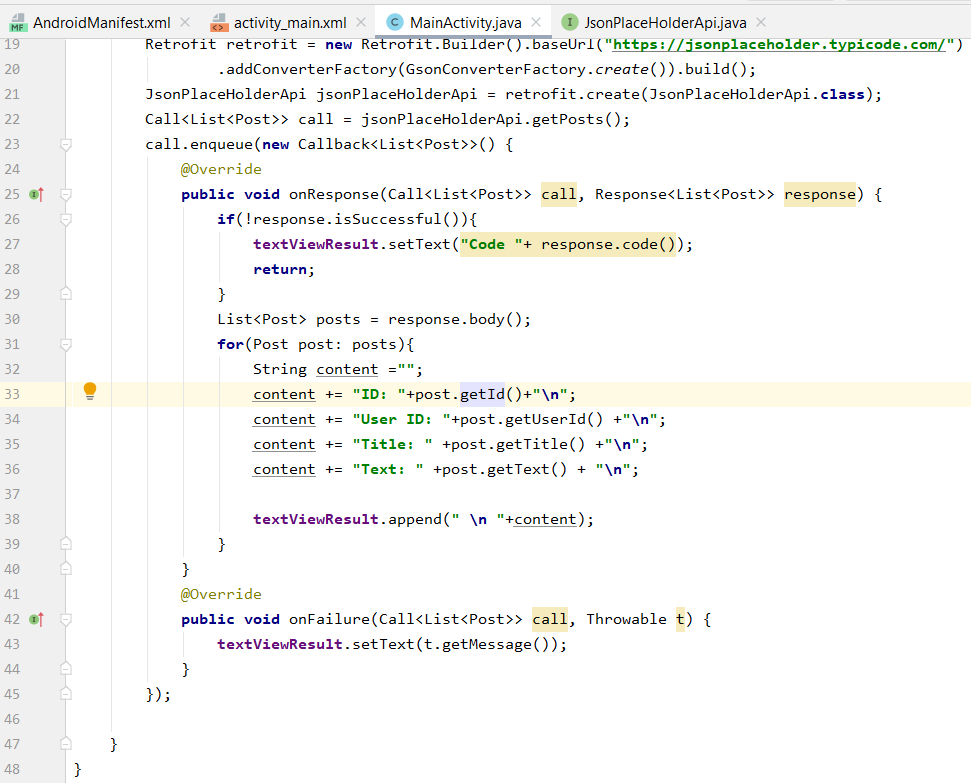 AndroidManifest.xml activity_main.xml MainActivity.java JsonPlaceHolderApi.java
19 Retrofit retrofit = new Retrofit.Builder().baseUrl("https://jsonplaceholder.typicode.com/")
20 .addConverterFactory(GsonConverterFactory.create()).build();
21 JsonPlaceHolderApi jsonPlaceHolderApi = retrofit.create(JsonPlaceHolderApi.class);
22 Call<List<Post>> call = jsonPlaceHolderApi.getPosts();
23 call.enqueue(new Callback<List<Post>>() {
24 @Override
25 public void onResponse(Call<List<Post>> call, Response<List<Post>> response) {
26 if(!response.isSuccessful()){
27 textViewResult.setText("Code "+ response.code());
28 return;
29 }
30 List<Post> posts = response.body();
31 for(Post post: posts){
32 String content ="";
33 content += "ID: "+post.getId()+"\n";
34 content += "User ID: "+post.getUserId() +"\n";
35 content += "Title: " +post.getTitle() +"\n";
36 content += "Text: " +post.getText() + "\n";
37
38 textViewResult.append(" \n "+content);
39 }
40 }
41 @Override
42 public void onFailure(Call<List<Post>> call, Throwable t) {
43 textViewResult.setText(t.getMessage());
44 }
45 });
46
47 }
48 }